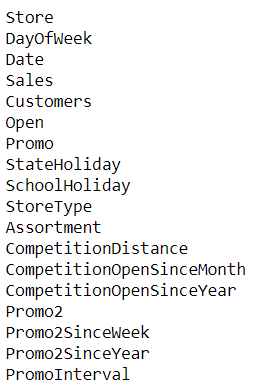 Store
DayOfWeek
Date
Sales
Customers
Open
Promo
StateHoliday
SchoolHoliday
StoreType
Assortment
CompetitionDistance
CompetitionOpenSinceMonth
CompetitionOpenSinceYear
Promo2
Promo2SinceWeek
Promo2SinceYear
PromoInterval